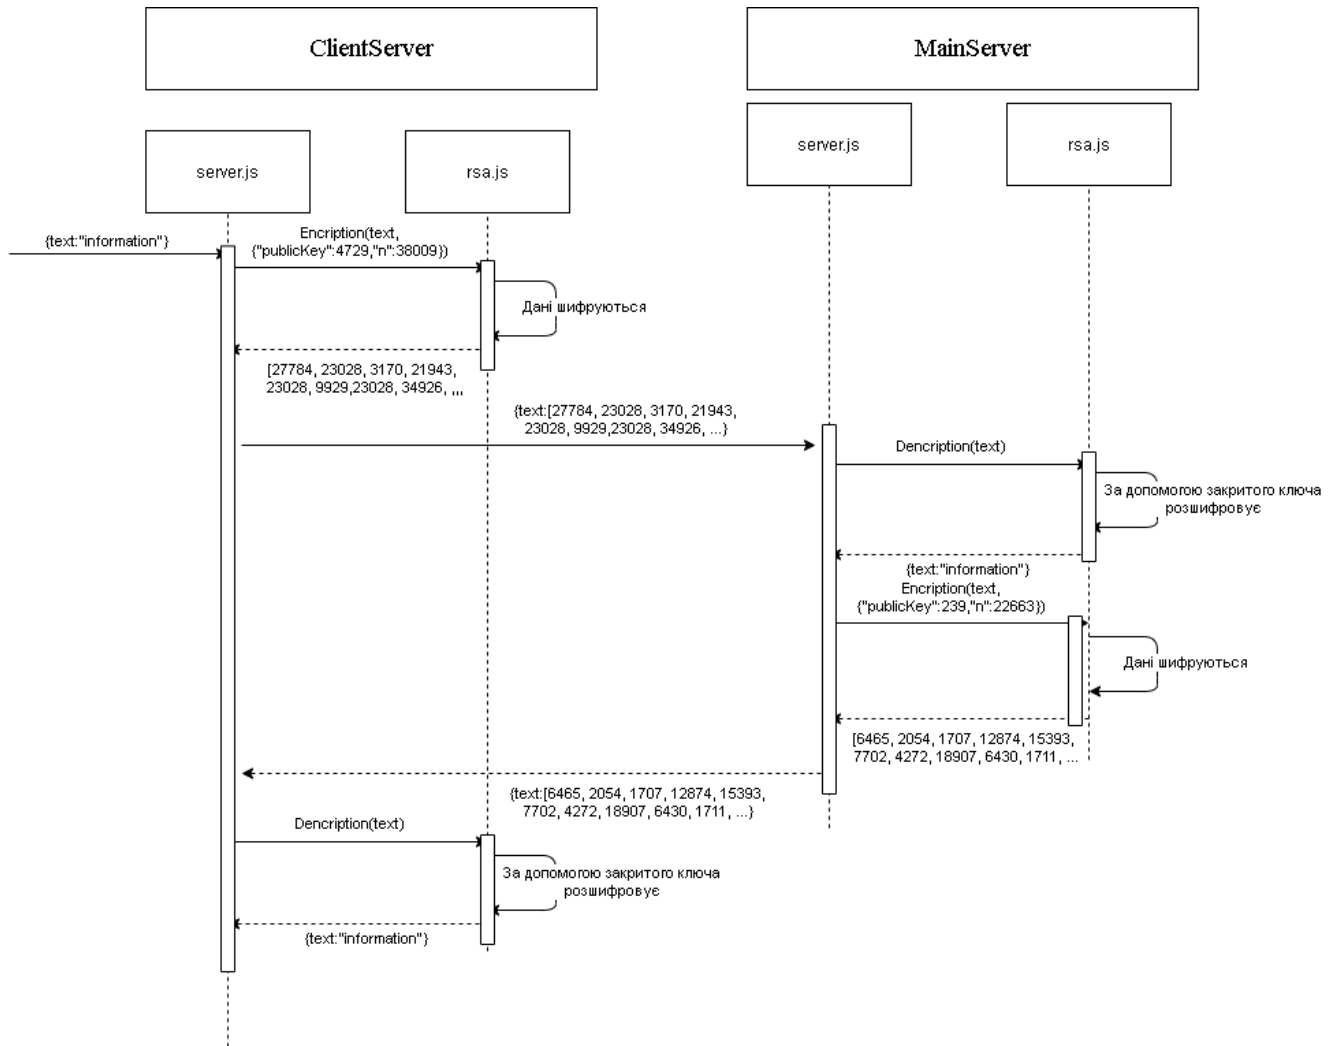 ClientServer
MainServer
server.js
rsa.js
server.js
rsa.js
{text:"information"}
Encription(text,
{"publicKey":4729,"n":38009})
Дані шифруються
[27784, 23028, 3170, 21943,
23028, 9929,23028, 34926, ,,,
{text:[27784, 23028, 3170, 21943,
23028, 9929,23028, 34926, ...}
Dencription(text)
За допомогою закритого ключа
розшифровує
{text:"information"}
Encription(text,
{"publicKey":239,"n":22663})
Дані шифруються
[6465, 2054, 1707, 12874, 15393,
7702, 4272, 18907, 6430, 1711, ...
{text:[6465, 2054, 1707, 12874, 15393,
7702, 4272, 18907, 6430, 1711, ...}
Dencription(text)
За допомогою закритого ключа
розшифровує
{text:"information"}